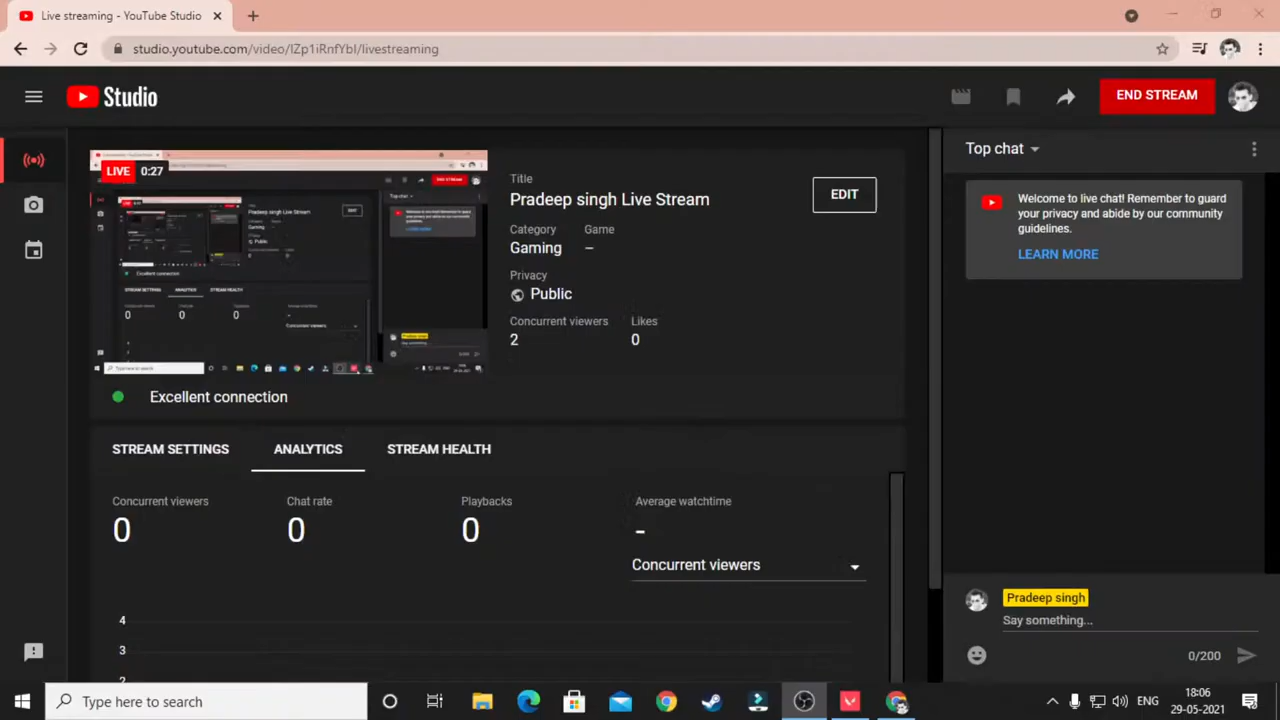 Live streaming - YouTube Studio
studio.youtube.com/video/lZp1iRnfYbI/livestreaming
Studio
END STREAM
LIVE 0:27
Title
Pradeep singh Live Stream
EDIT
Category Game
Gaming –
Privacy
Public
Concurrent viewers Likes
2 0
Excellent connection
STREAM SETTINGS ANALYTICS STREAM HEALTH
Concurrent viewers Chat rate Playbacks Average watchtime
0 0 0 -
Concurrent viewers
4
3
2
Top chat
Welcome to live chat! Remember to guard
your privacy and abide by our community
guidelines.
LEARN MORE
Pradeep singh
Say something...
0/200
Type here to search
ENG
18:06
29-05-2021